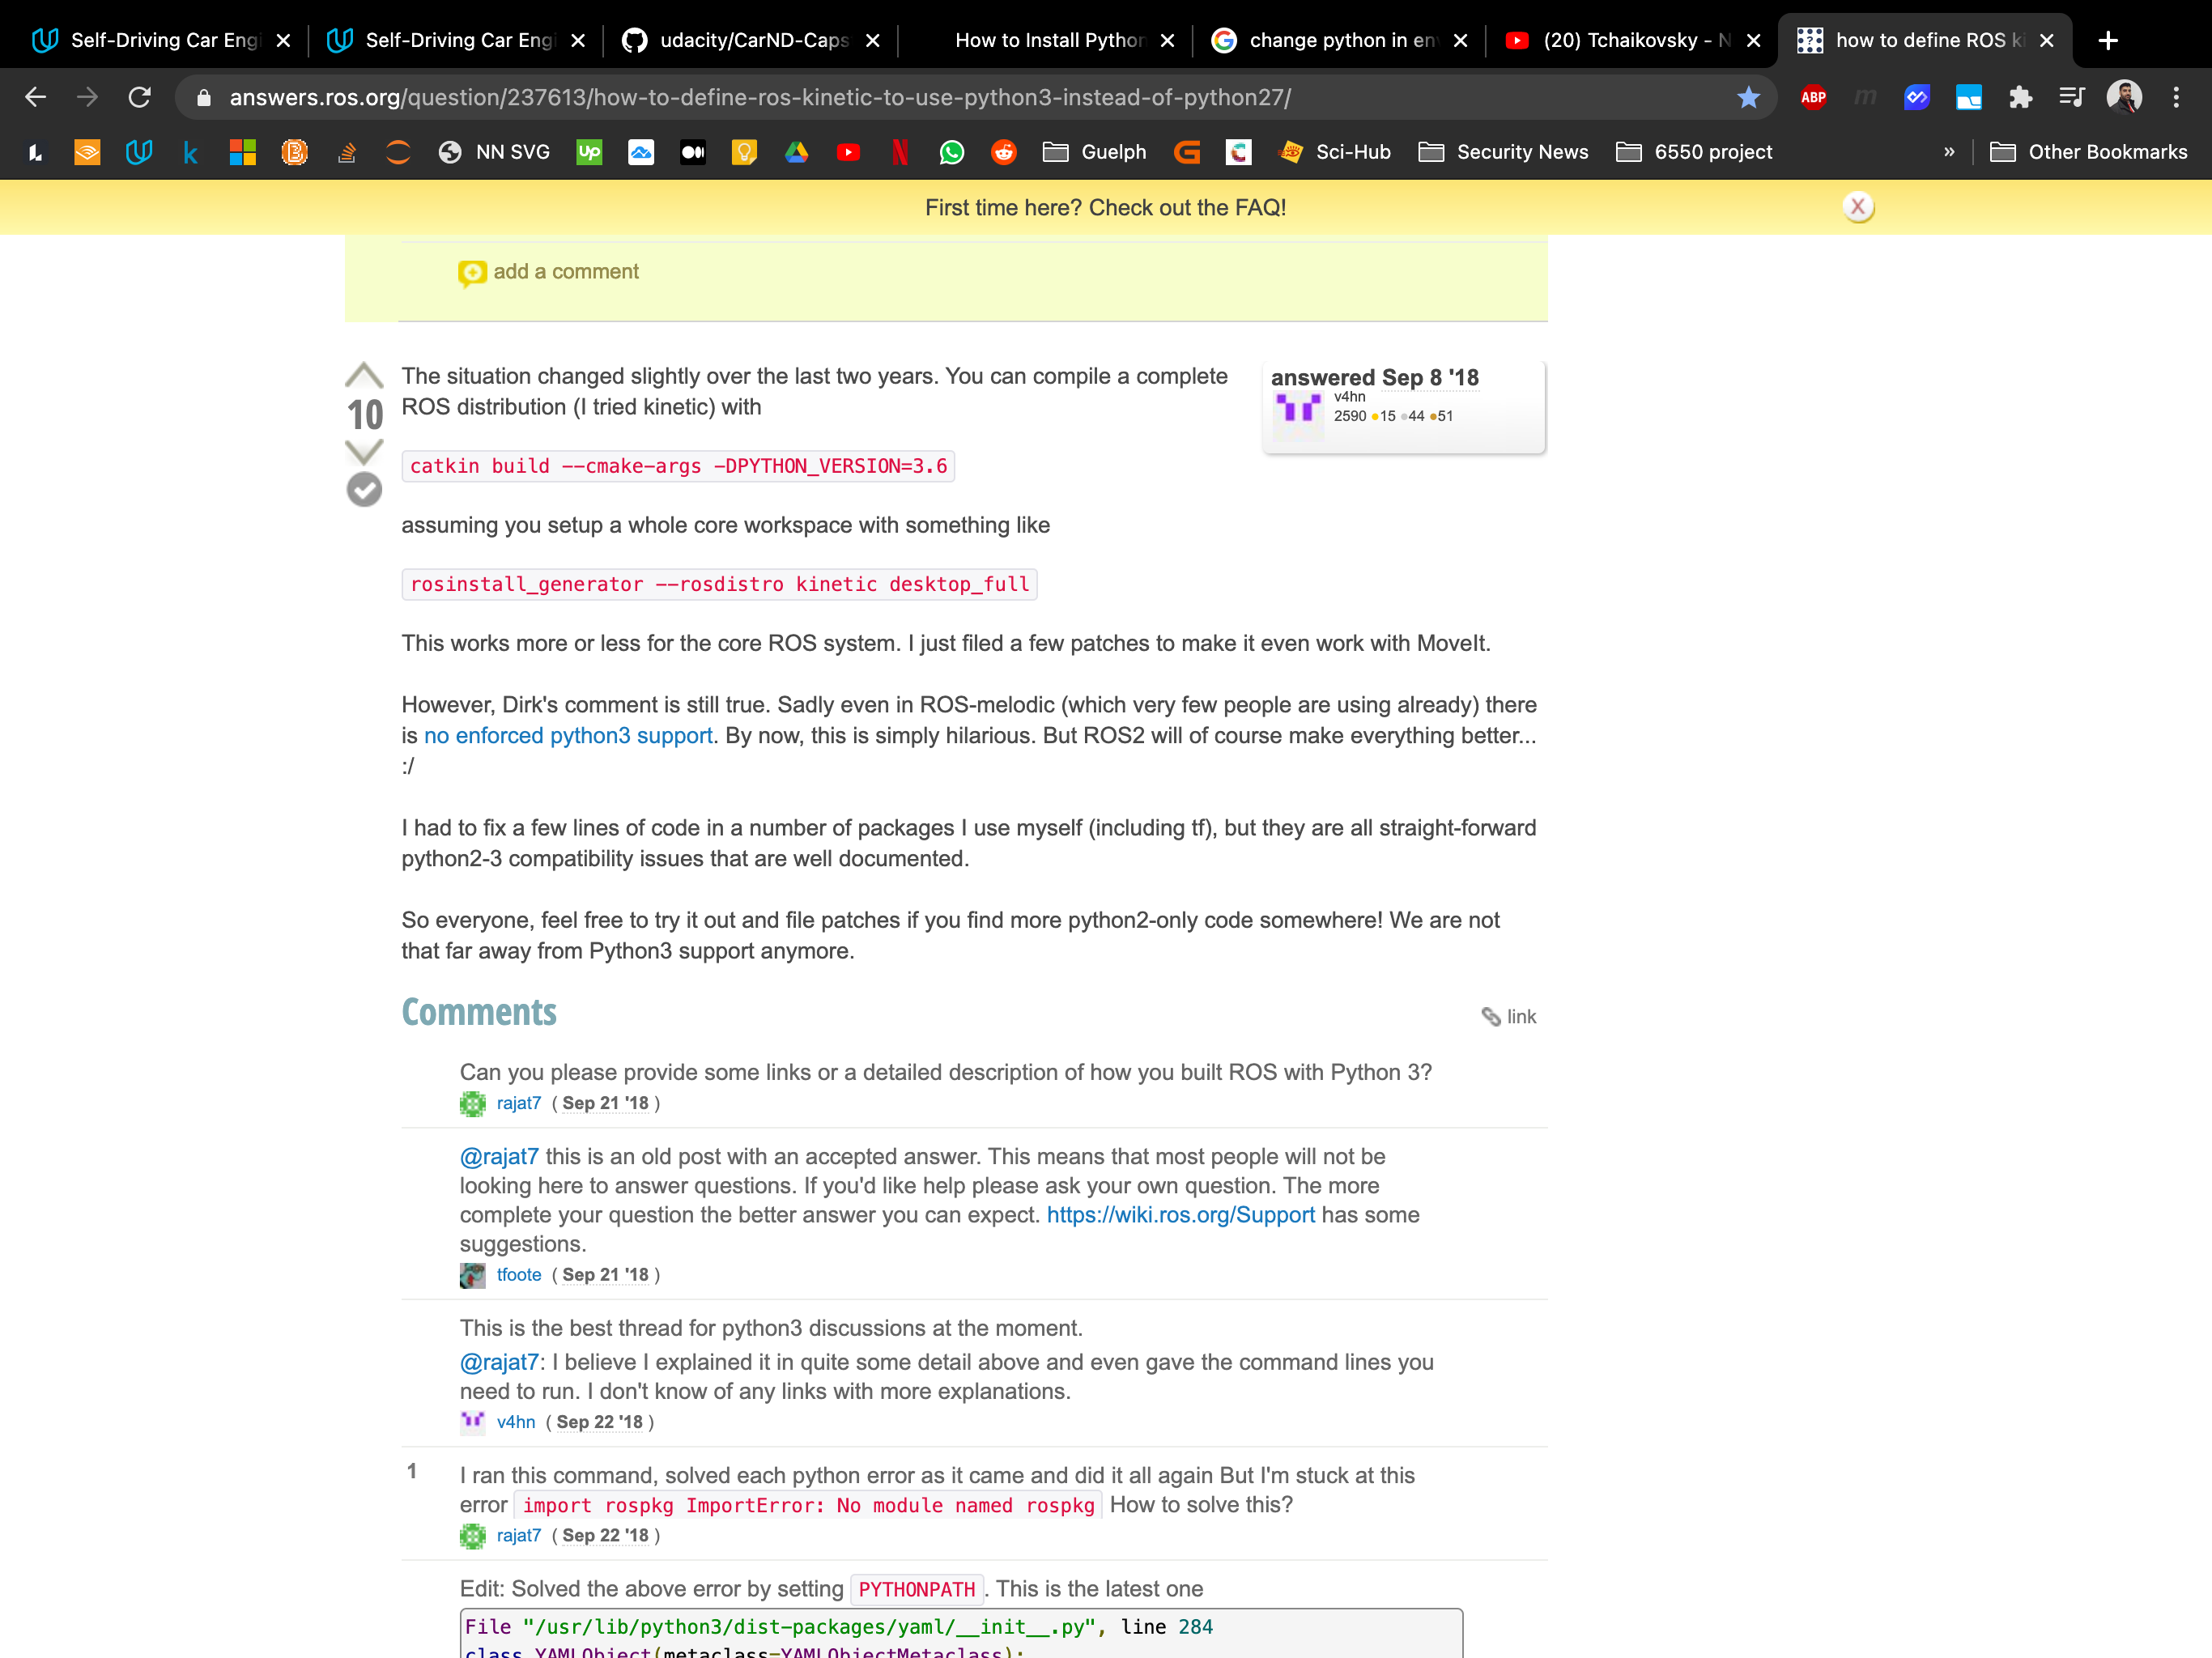 Self-Driving Car Engi
Self-Driving Car Engi
udacity/CarND-Caps
How to Install Python
change python in env
(20) Tchaikovsky - N
how to define ROS ki
answers.ros.org/question/237613/how-to-define-ros-kinetic-to-use-python3-instead-of-python27/
ABP
NN SVG
Up
Guelph
Sci-Hub
Security News
6550 project
»
Other Bookmarks
First time here? Check out the FAQ!
add a comment
The situation changed slightly over the last two years. You can compile a complete
ROS distribution (I tried kinetic) with
10
answered Sep 8 '18
v4hn
2590 ●15 ●44 ●51
catkin build --cmake-args -DPYTHON_VERSION=3.6
assuming you setup a whole core workspace with something like
rosinstall_generator --rosdistro kinetic desktop_full
This works more or less for the core ROS system. I just filed a few patches to make it even work with MoveIt.
However, Dirk's comment is still true. Sadly even in ROS-melodic (which very few people are using already) there
is no enforced python3 support. By now, this is simply hilarious. But ROS2 will of course make everything better...
:/
I had to fix a few lines of code in a number of packages I use myself (including tf), but they are all straight-forward
python2-3 compatibility issues that are well documented.
So everyone, feel free to try it out and file patches if you find more python2-only code somewhere! We are not
that far away from Python3 support anymore.
Comments
link
Can you please provide some links or a detailed description of how you built ROS with Python 3?
rajat7 ( Sep 21 '18 )
@rajat7 this is an old post with an accepted answer. This means that most people will not be
looking here to answer questions. If you'd like help please ask your own question. The more
complete your question the better answer you can expect. https://wiki.ros.org/Support has some
suggestions.
tfoote ( Sep 21 '18 )
This is the best thread for python3 discussions at the moment.
@rajat7: I believe I explained it in quite some detail above and even gave the command lines you
need to run. I don't know of any links with more explanations.
v4hn ( Sep 22 '18 )
1
I ran this command, solved each python error as it came and did it all again But I'm stuck at this
error import rospkg ImportError: No module named rospkg How to solve this?
rajat7 ( Sep 22 '18 )
Edit: Solved the above error by setting PYTHONPATH. This is the latest one
File "/usr/lib/python3/dist-packages/yaml/__init__.py", line 284
class YAMLObject(metaclass=YAMLObjectMetaclass):